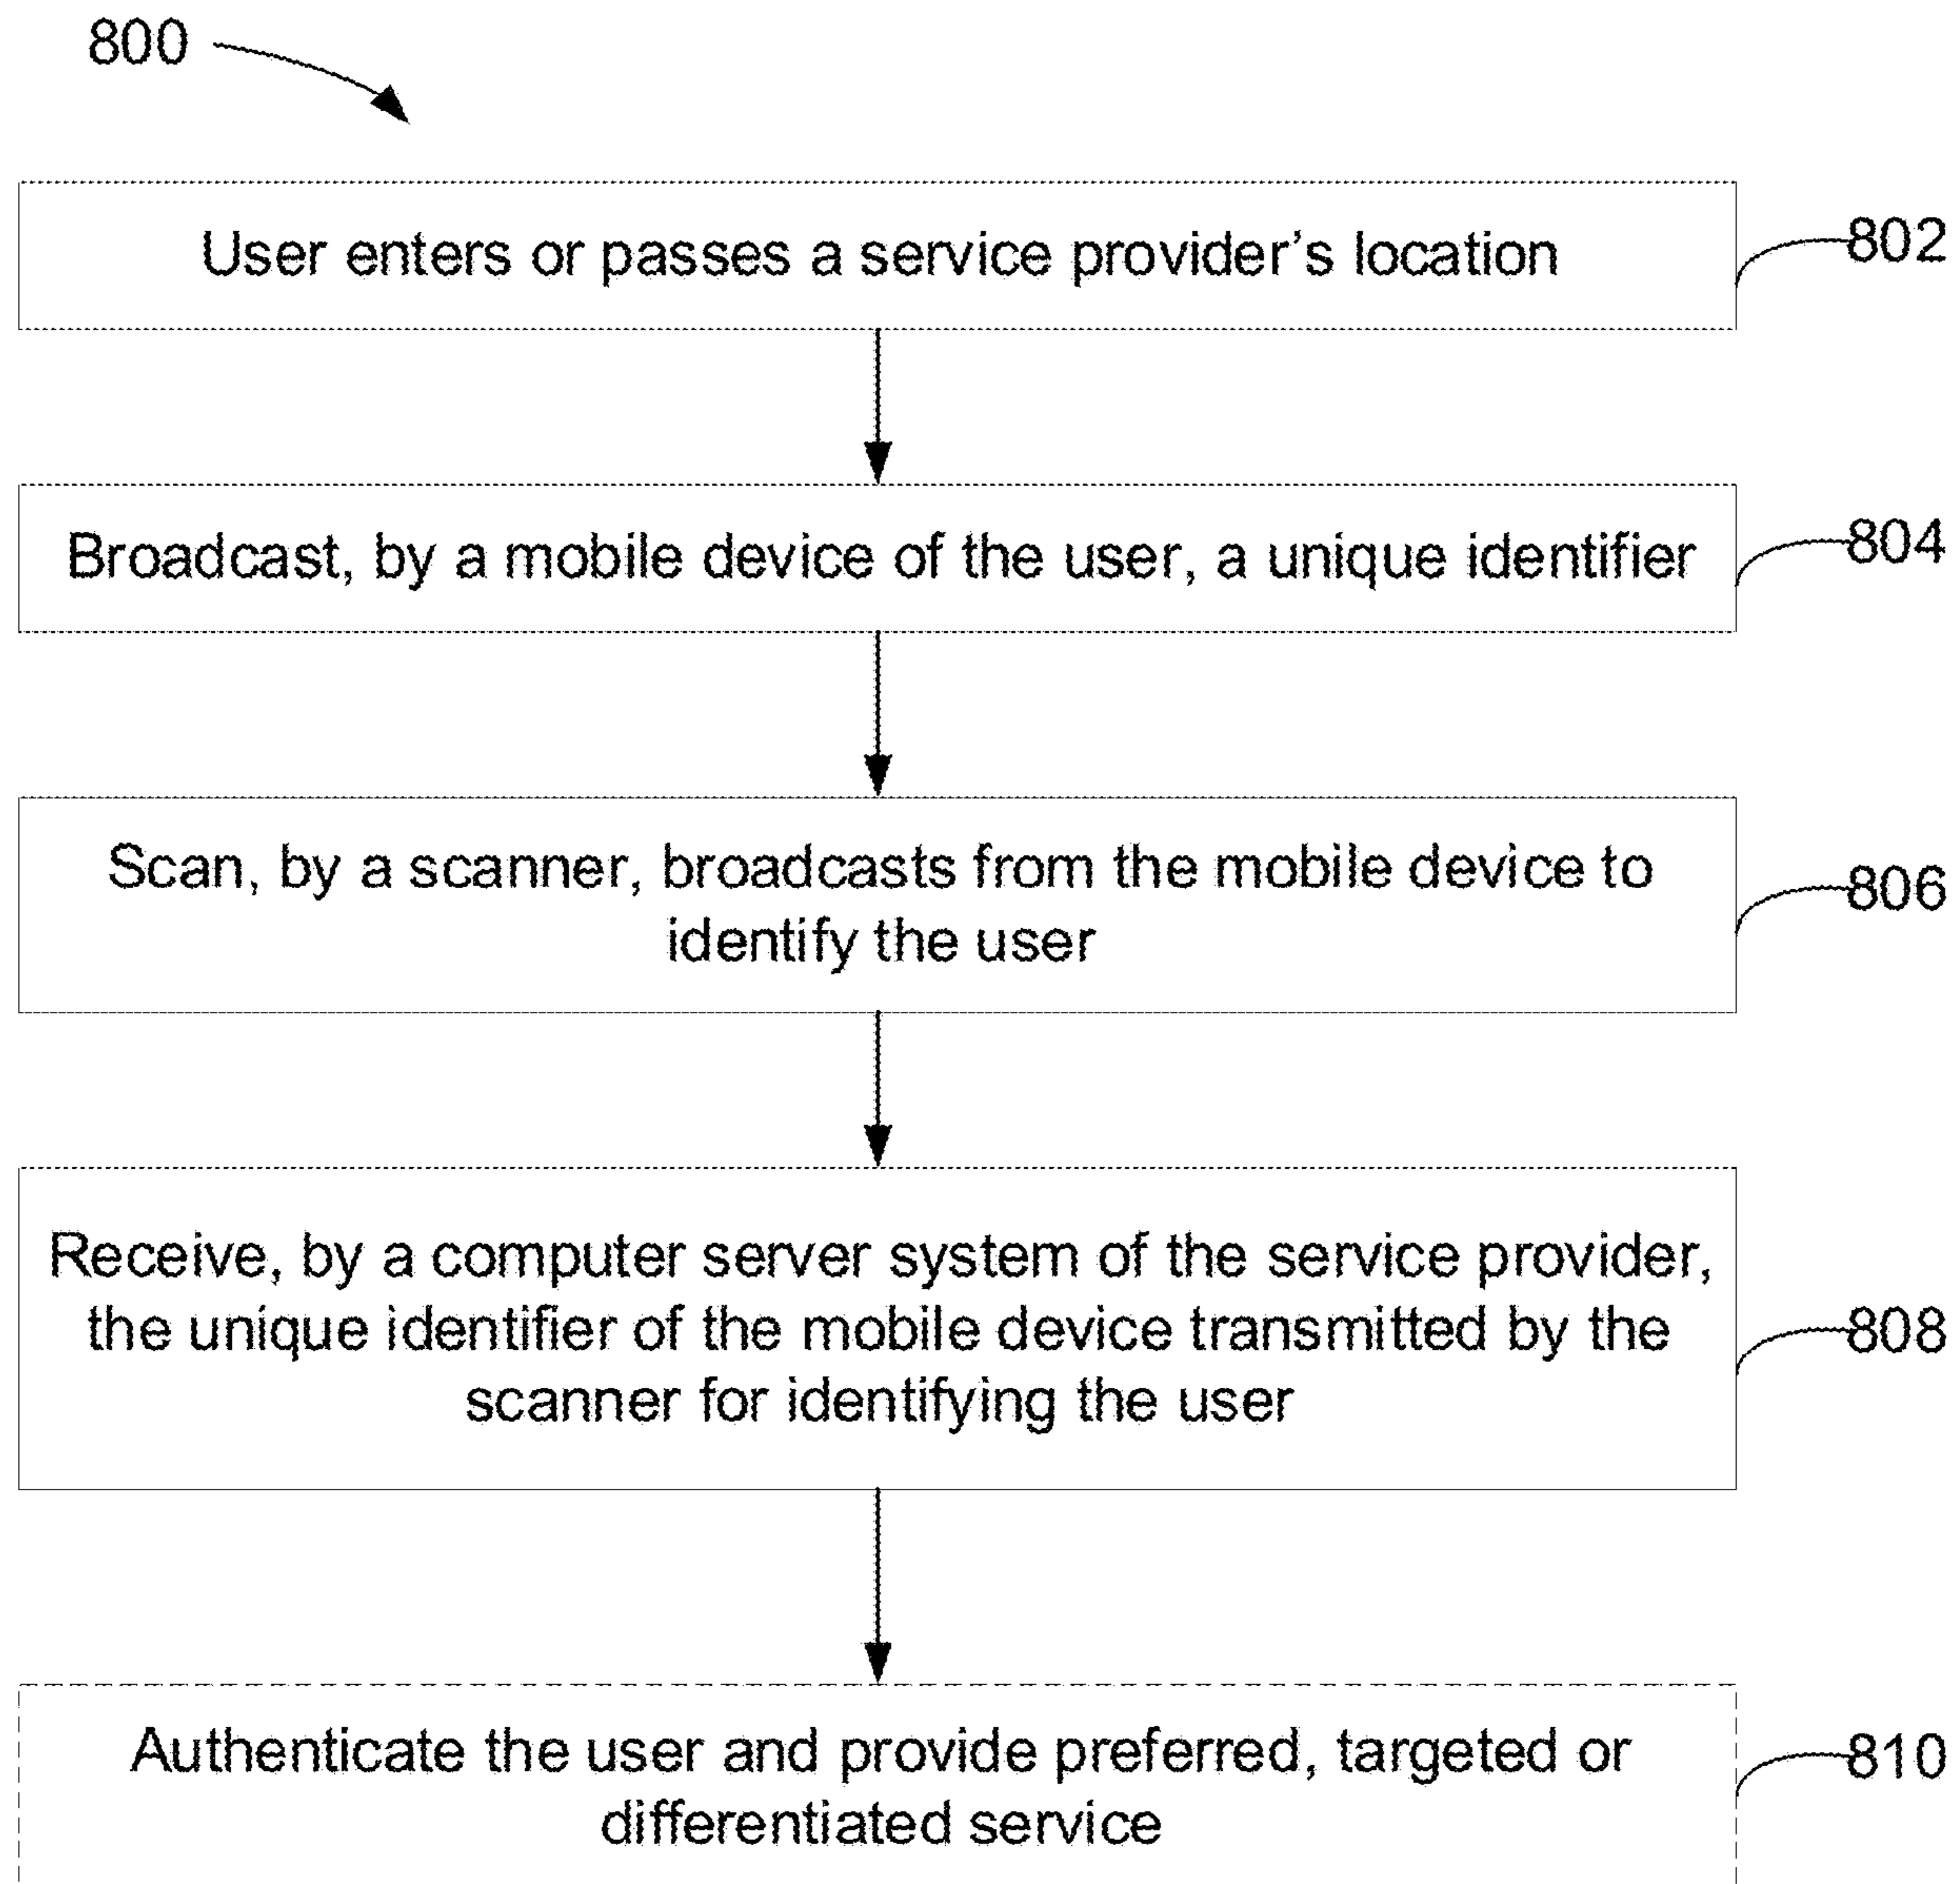 800
User enters or passes a service provider’s location
802
Broadcast, by a mobile device of the user, a unique identifier
804
Scan, by a scanner, broadcasts from the mobile device to
identify the user
806
Receive, by a computer server system of the service provider,
the unique identifier of the mobile device transmitted by the
scanner for identifying the user
808
Authenticate the user and provide preferred, targeted or
differentiated service
810